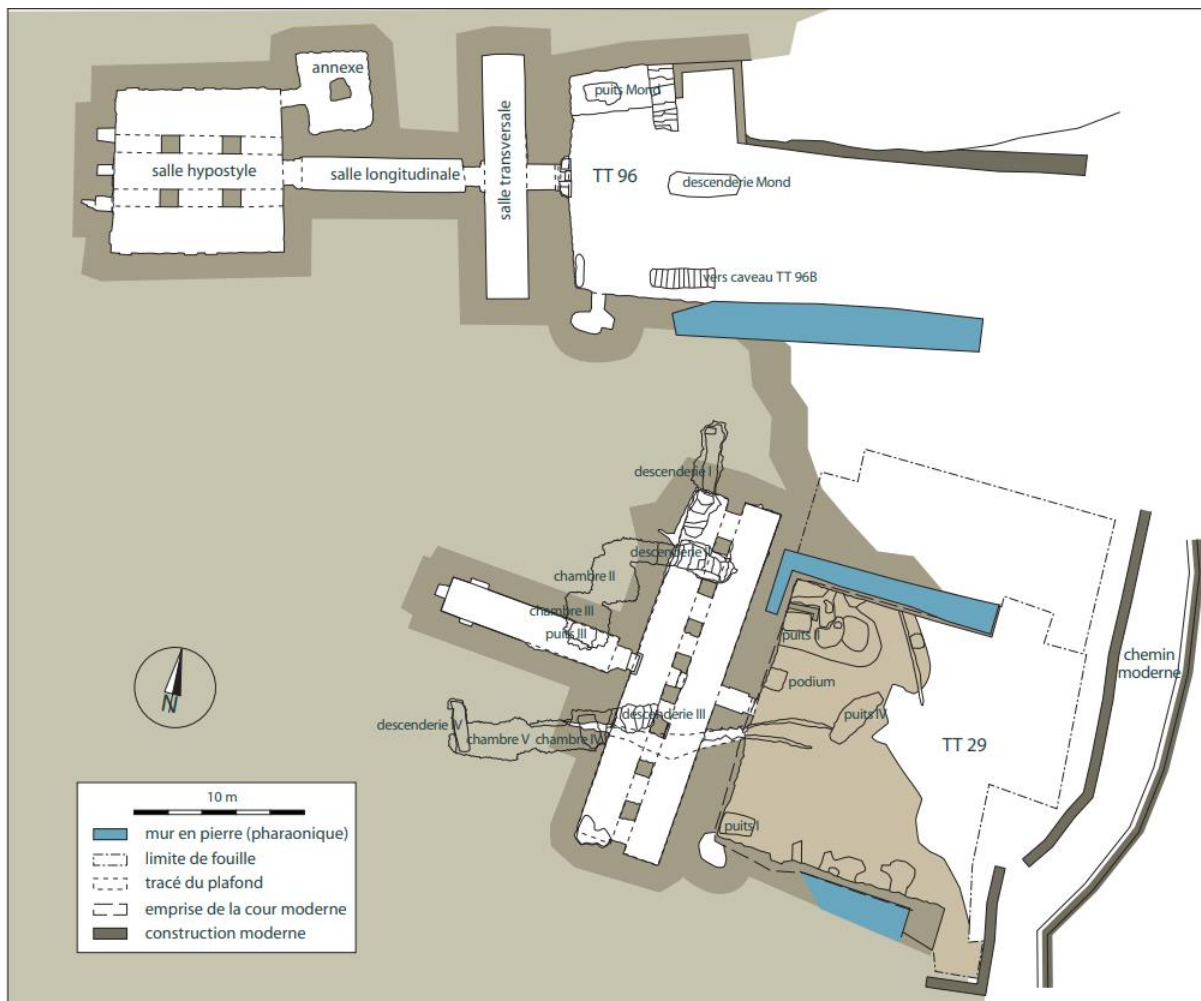 annexe
puits Mond
salle hypostyle
salle longitudinale
salle transversale
TT 96
descenderie Mond
vers caveau TT 96B
descenderie I
descenderie II
chambre II
chambre III
puits III
puits II
podium
chemin
moderne
descenderie III
puits IV
descenderie IV
chambre V
chambre IV
TT 29
puits I
N
10 m
mur en pierre (pharaonique)
limite de fouille
tracé du plafond
emprise de la cour moderne
construction moderne